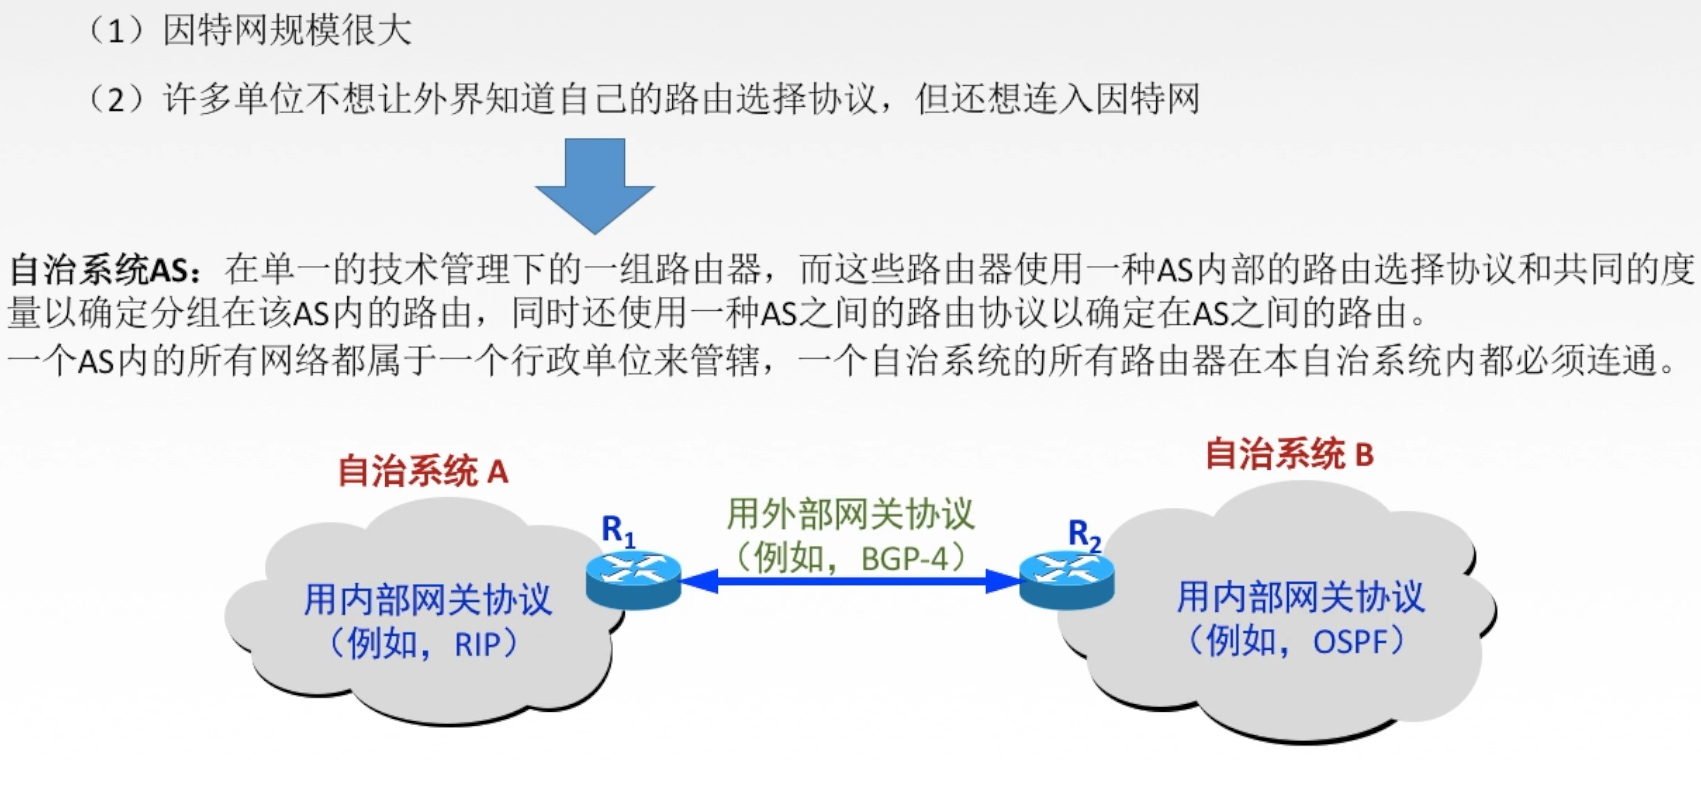 （1）因特网规模很大
（2）许多单位不想让外界知道自己的路由选择协议，但还想连入因特网
自治系统AS：在单一的技术管理下的一组路由器，而这些路由器使用一种AS内部的路由选择协议和共同的度
量以确定分组在该AS内的路由，同时还使用一种AS之间的路由协议以确定在AS之间的路由。
一个AS内的所有网络都属于一个行政单位来管辖，一个自治系统的所有路由器在本自治系统内都必须连通。
自治系统 A
自治系统 B
R1
用外部网关协议
（例如，BGP-4）
R2
用内部网关协议
（例如，RIP）
用内部网关协议
（例如，OSPF）